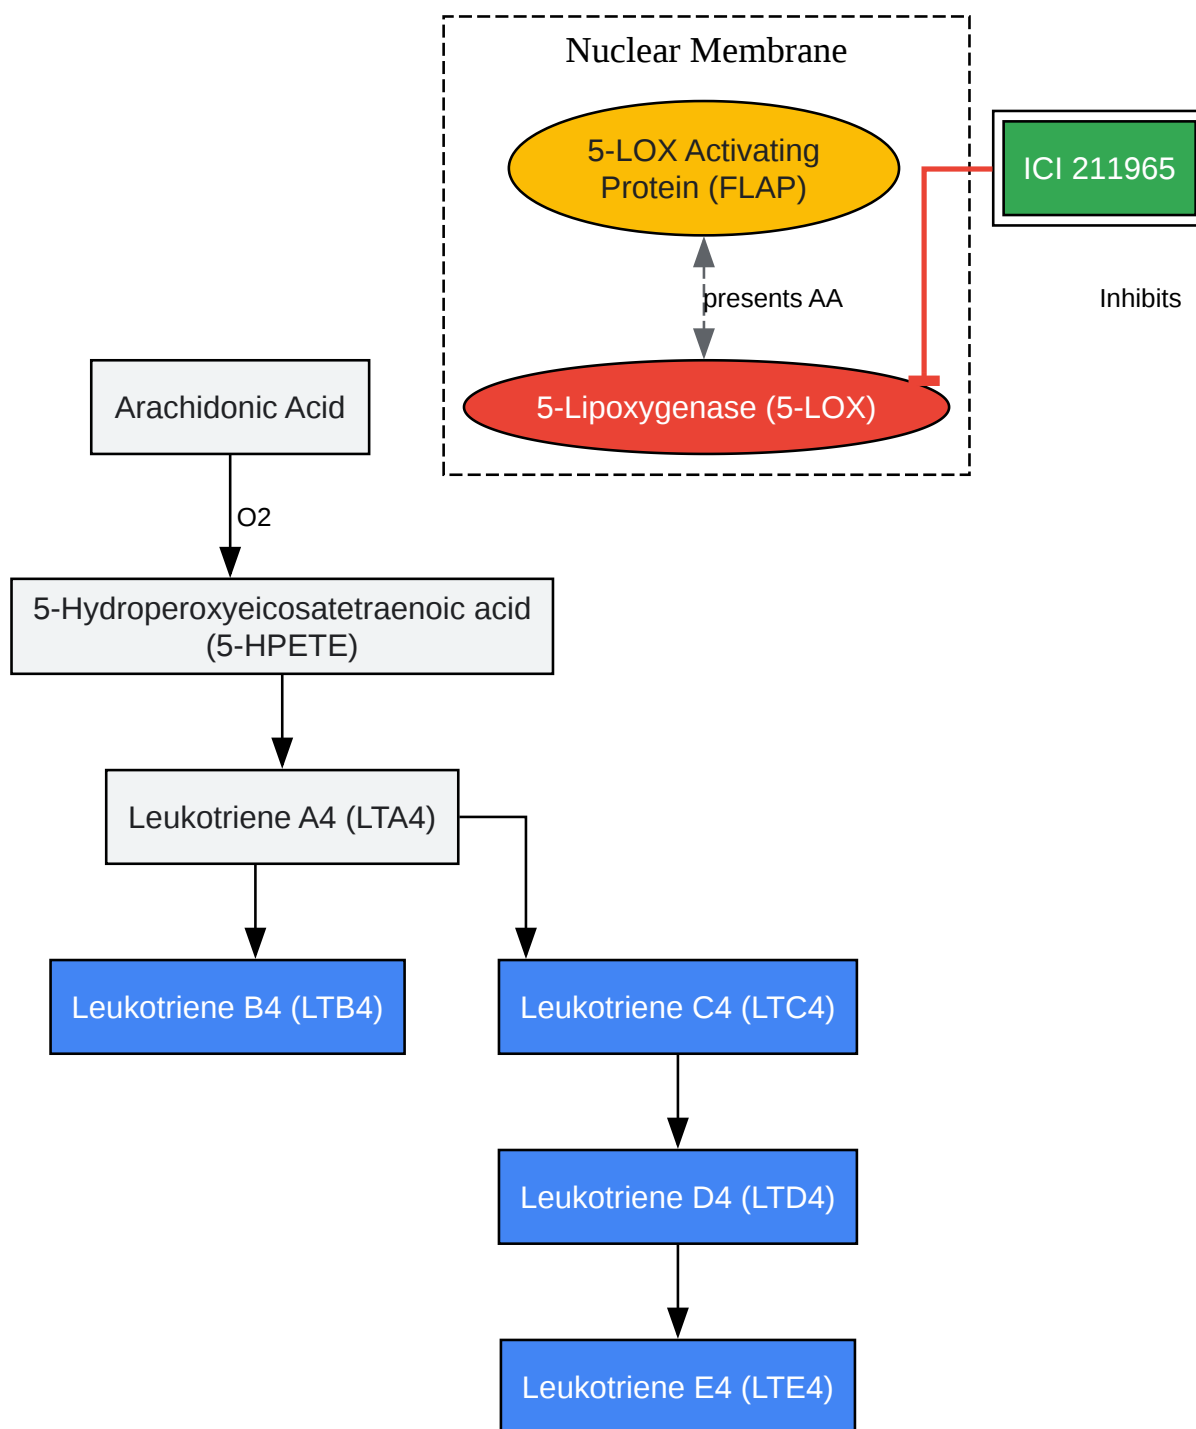 Nuclear Membrane
5-LOX Activating
Protein (FLAP)
ICI 211965
presents AA
Inhibits
Arachidonic Acid
5-Lipoxygenase (5-LOX)
O2
5-Hydroperoxyeicosatetraenoic acid
(5-HPETE)
Leukotriene A4 (LTA4)
Leukotriene B4 (LTB4)
Leukotriene C4 (LTC4)
Leukotriene D4 (LTD4)
Leukotriene E4 (LTE4)